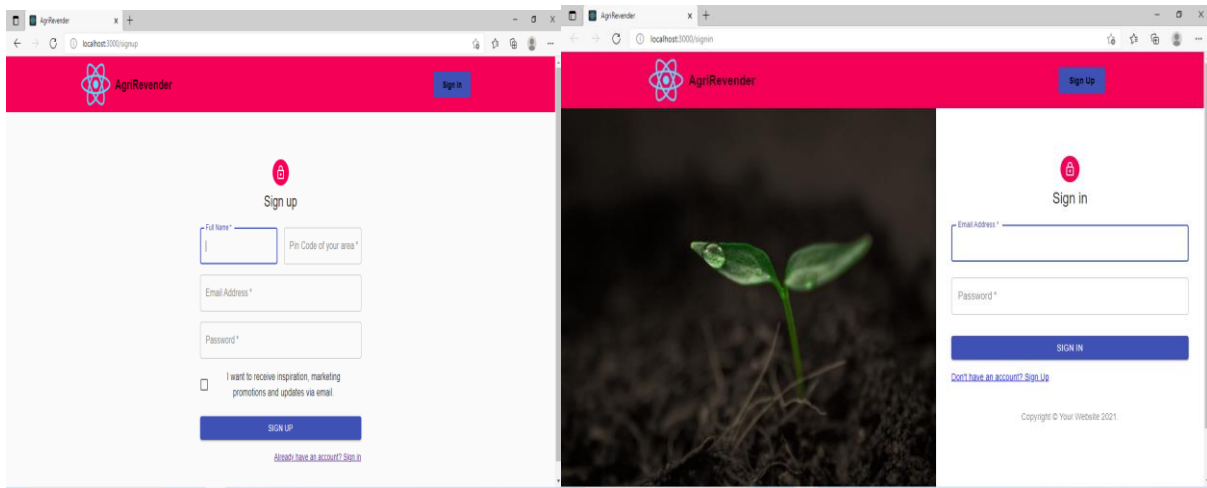 AgriRevender
localhost:3000/signup
AgriRevender
Sign In
Sign up
Full Name *
Pin Code of your area *
Email Address *
Password *
I want to receive inspiration, marketing
promotions and updates via email.
SIGN UP
Already have an account? Sign in
AgriRevender
localhost:3000/signin
AgriRevender
Sign Up
Sign in
Email Address *
Password *
SIGN IN
Don't have an account? Sign Up
Copyright © Your Website 2021.